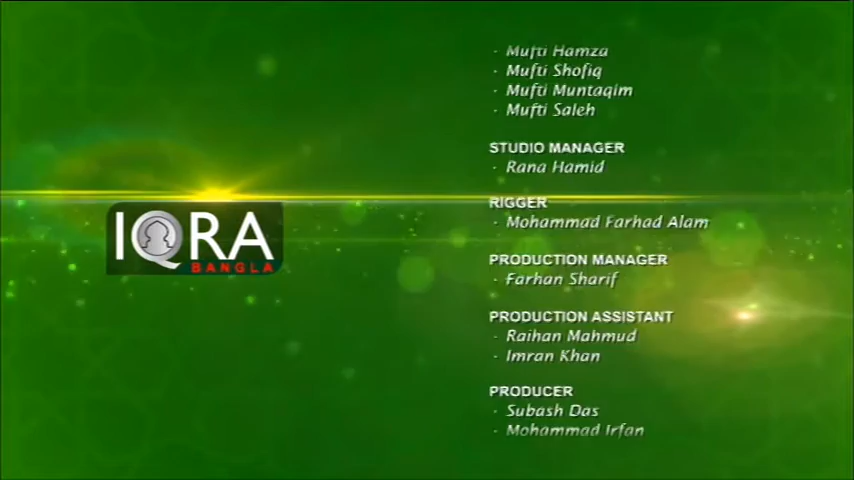 IQRA
BANGLA
- Mufti Hamza
- Mufti Shofiq
- Mufti Muntaqim
- Mufti Saleh
STUDIO MANAGER
- Rana Hamid
RIGGER
- Mohammad Farhad Alam
PRODUCTION MANAGER
- Farhan Sharif
PRODUCTION ASSISTANT
- Raihan Mahmud
- Imran Khan
PRODUCER
- Subash Das
- Mohammad Irfan